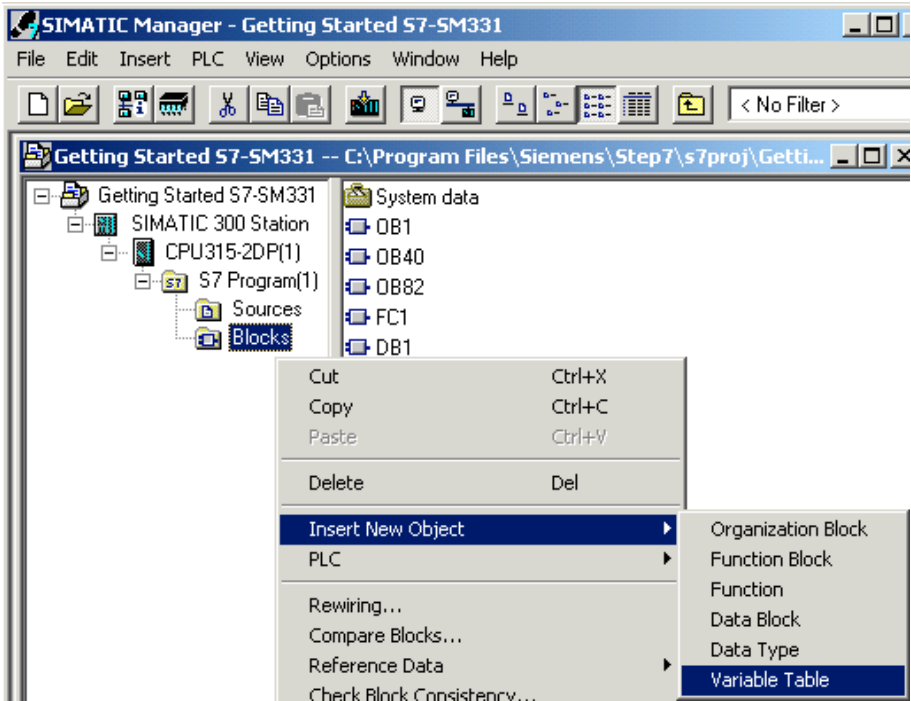 SIMATIC Manager - Getting Started S7-SM331
File Edit Insert PLC View Options Window Help
< No Filter >
Getting Started S7-SM331 -- C:\Program Files\Siemens\Step7\s7proj\Getti...
Getting Started S7-SM331
SIMATIC 300 Station
CPU315-2DP(1)
S7 Program(1)
Sources
Blocks
System data
OB1
OB40
OB82
FC1
DB1
Cut Ctrl+X
Copy Ctrl+C
Paste Ctrl+V
Delete Del
Insert New Object
PLC
Rewiring...
Compare Blocks...
Reference Data
Check Block Consistency...
Organization Block
Function Block
Function
Data Block
Data Type
Variable Table